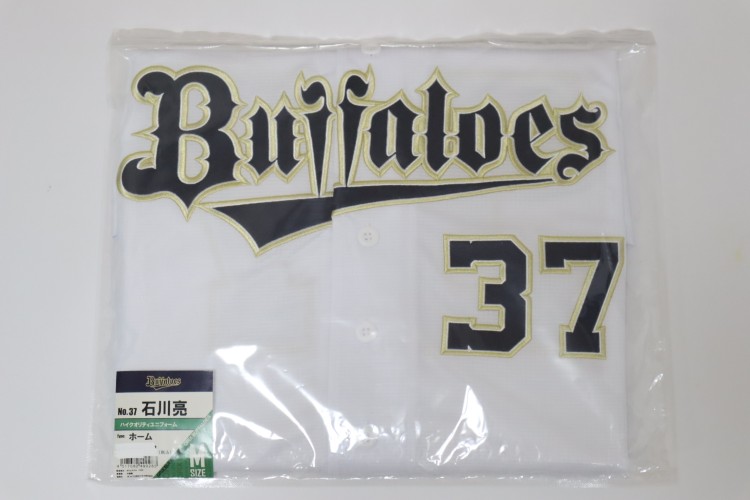 Buffaloes
37
Buffaloes
No.37 石川亮
ハイクオリティユニフォーム
Type: ホーム
M
SIZE